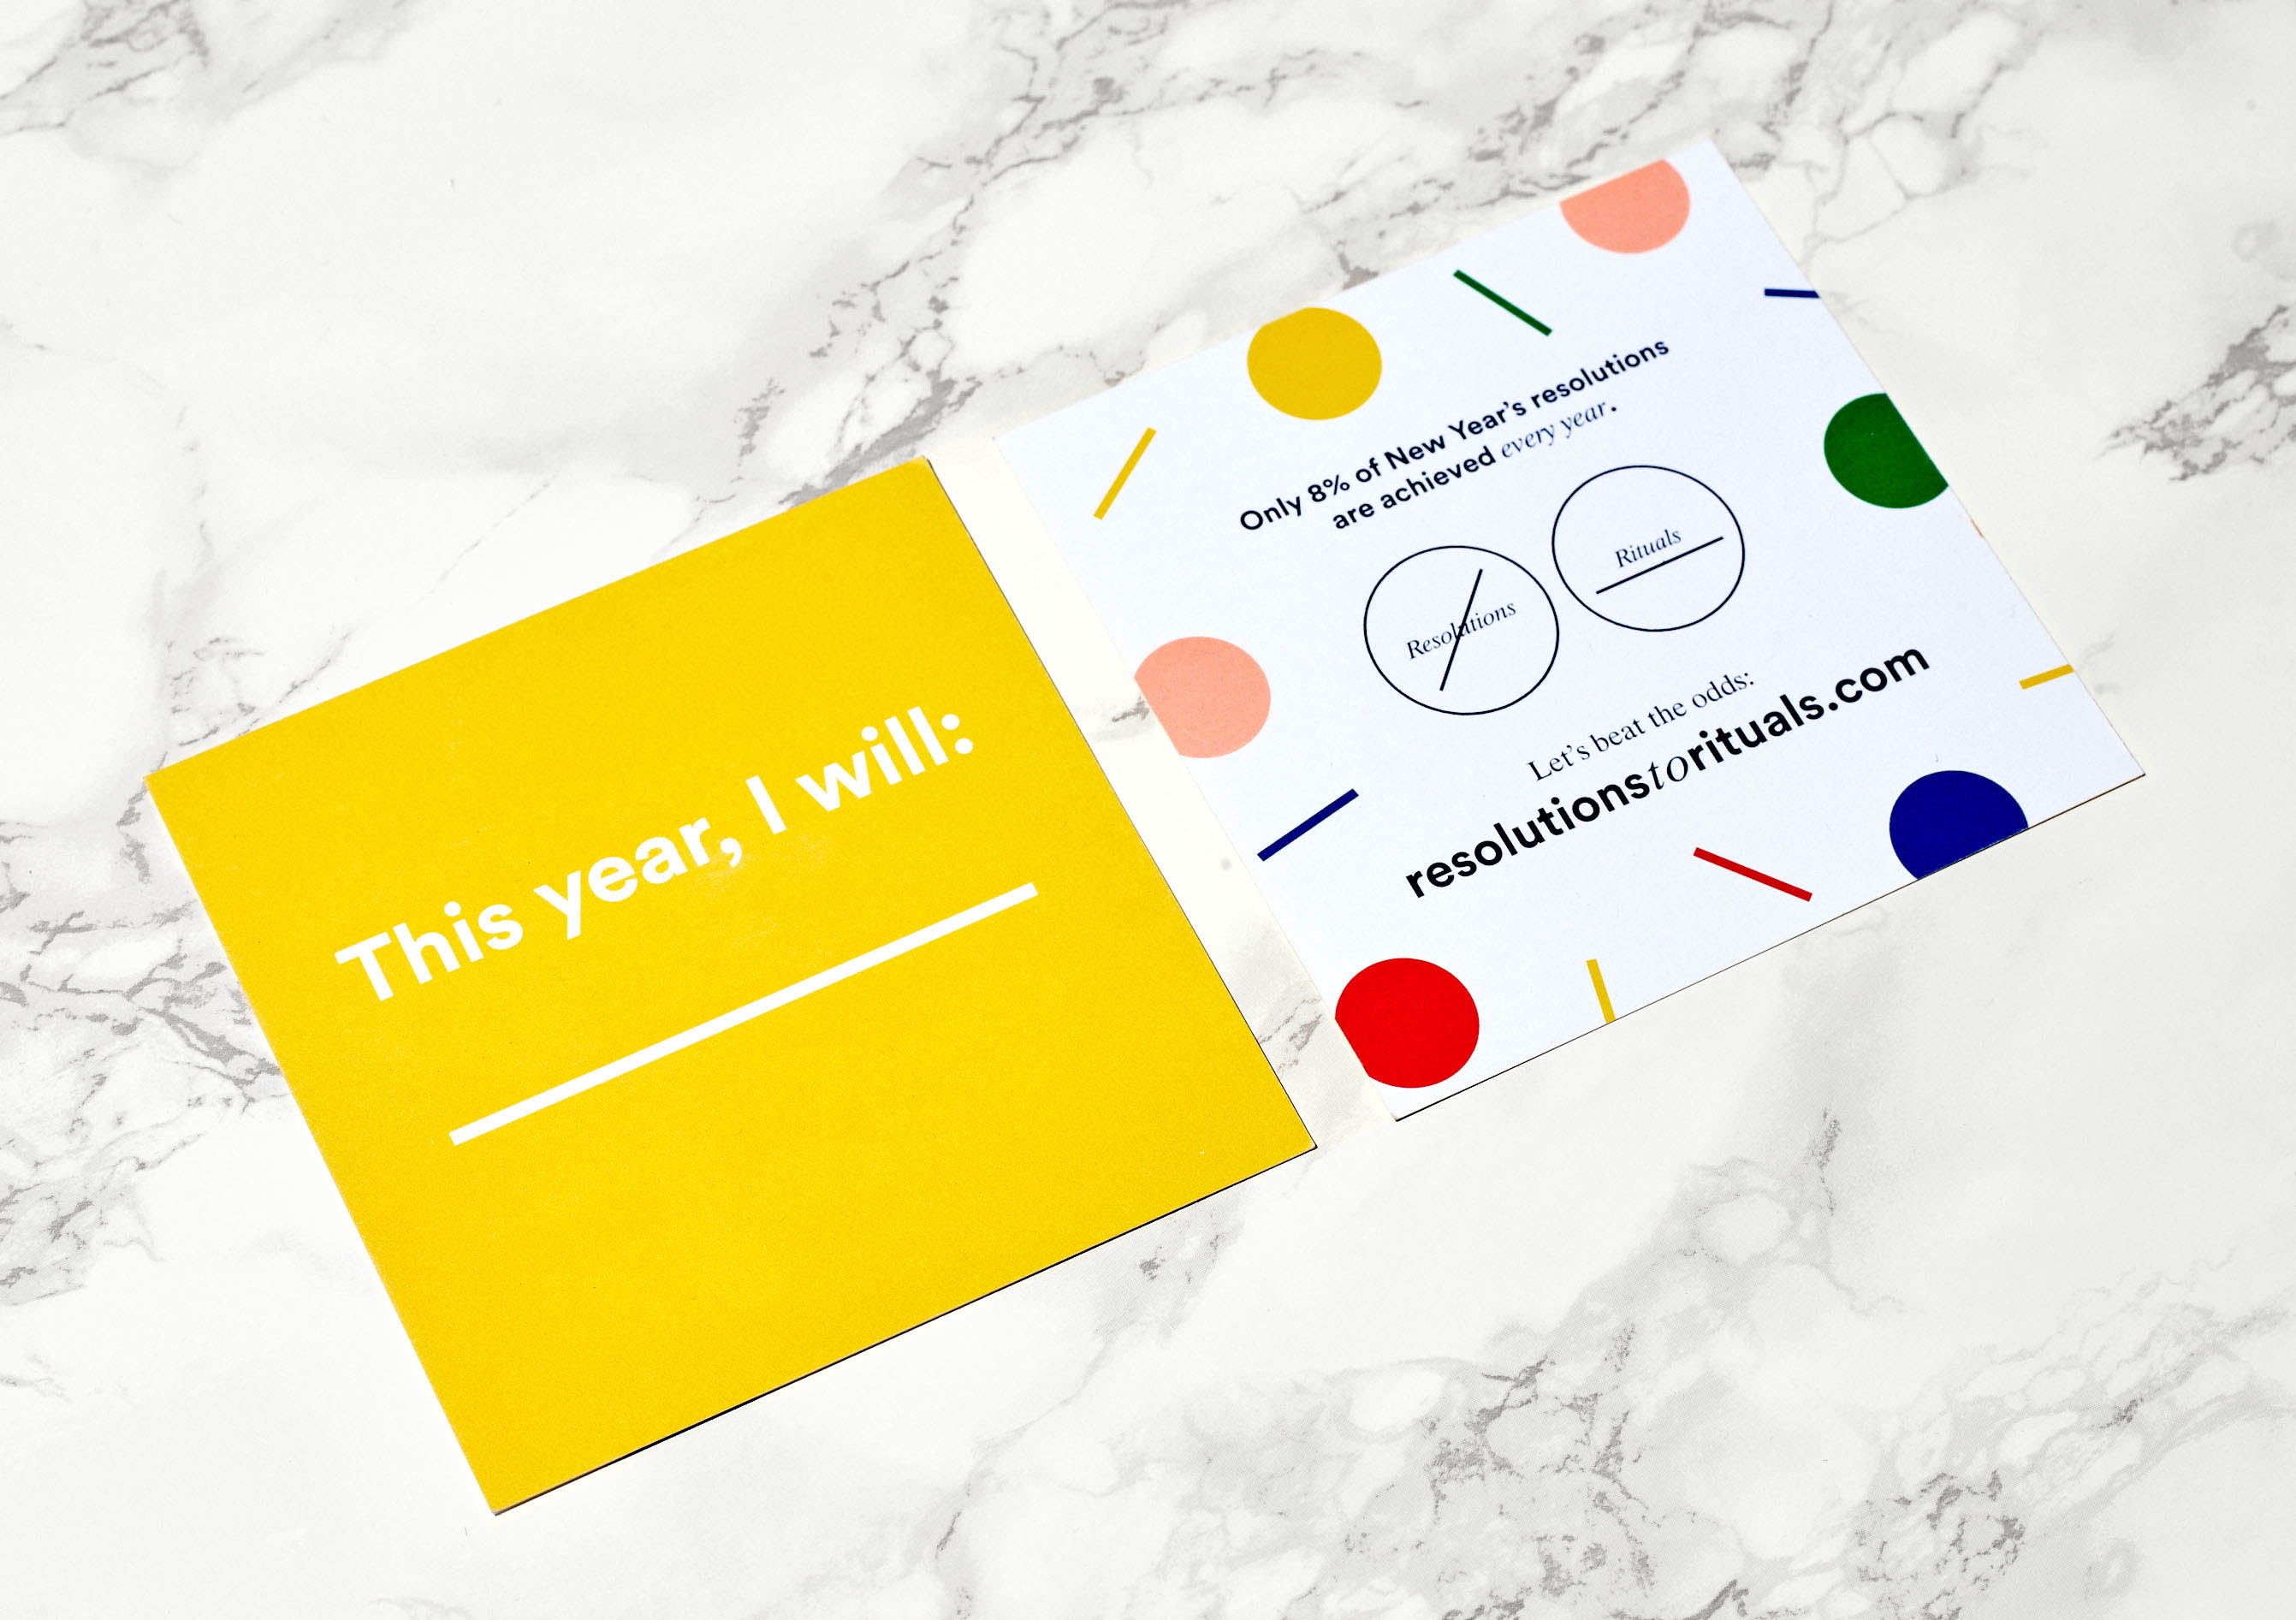 This year, I will:
Only 8% of New Year's resolutions
are achieved every year.
Resolutions
Rituals
Let's beat the odds:
resolutionstorituals.com